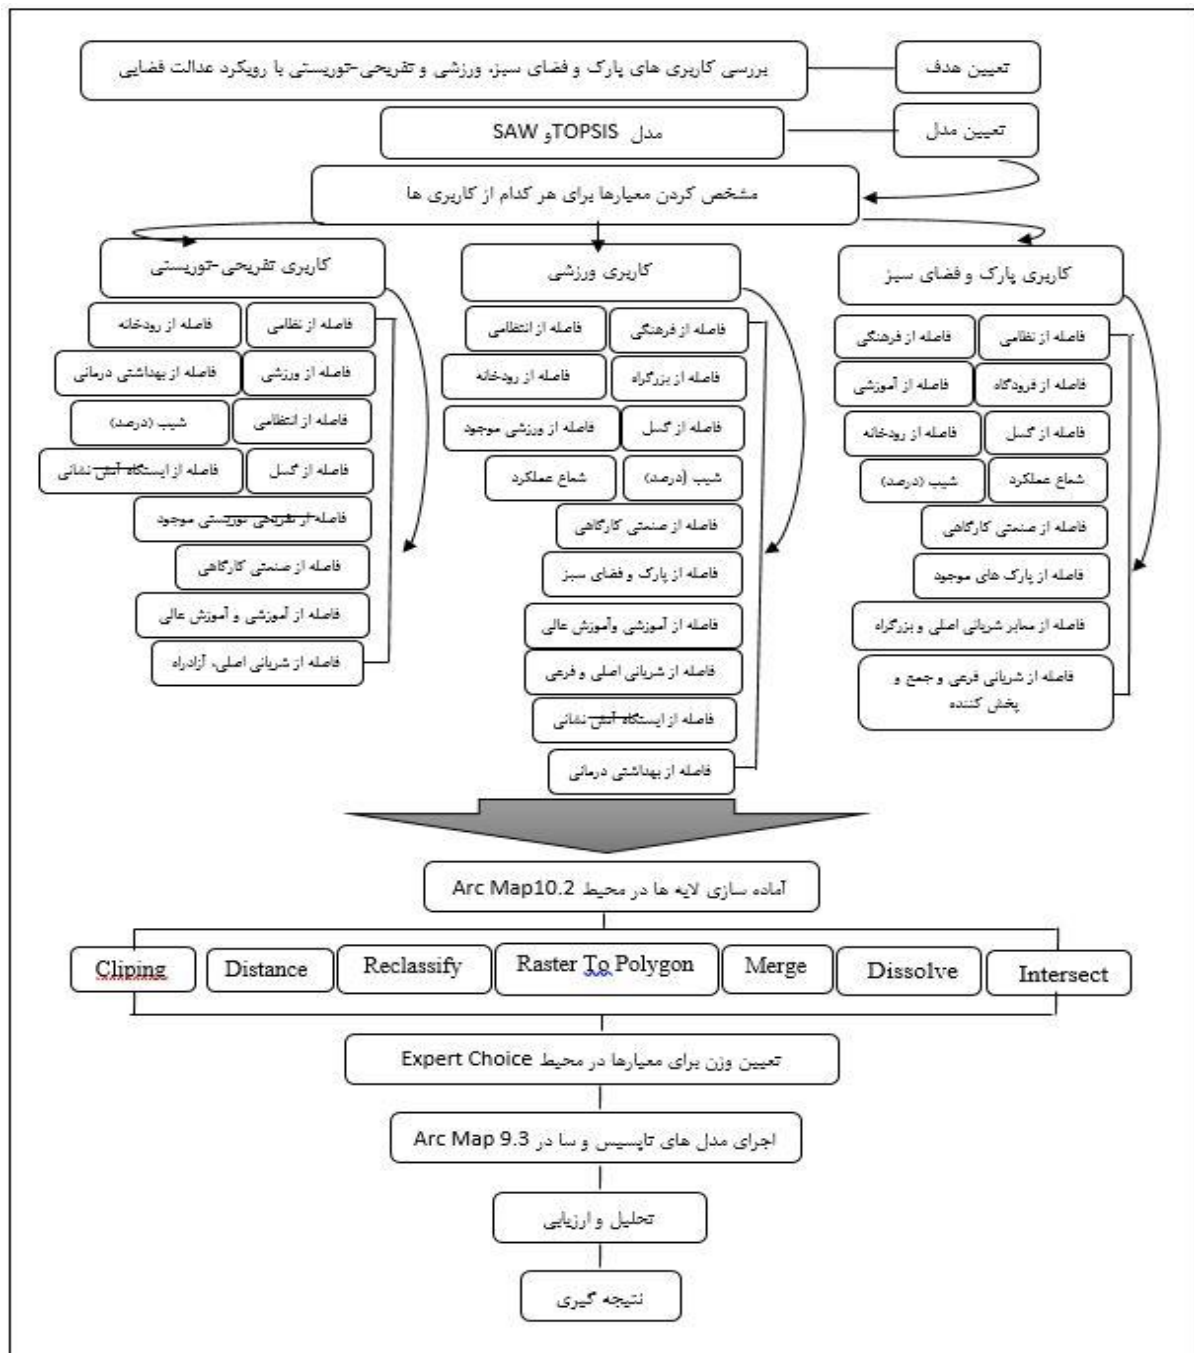 تعیین هدف
بررسی کاربری های پارک و فضای سبز، ورزشی و تفریحی-توریستی با رویکرد عدالت فضایی
تعیین مدل
مدل TOPSIS و SAW
مشخص کردن معیارها برای هر کدام از کاربری ها
کاربری پارک و فضای سبز
فاصله از نظامی
فاصله از فرهنگی
فاصله از فرودگاه
فاصله از آموزشی
فاصله از گسل
فاصله از رودخانه
شعاع عملکرد
شیب (درصد)
فاصله از صنعتی کارگاهی
فاصله از پارک های موجود
فاصله از معابر شریانی اصلی و بزرگراه
فاصله از شریانی فرعی و جمع و
پخش کننده
کاربری ورزشی
فاصله از فرهنگی
فاصله از انتظامی
فاصله از بزرگراه
فاصله از رودخانه
فاصله از گسل
فاصله از ورزشی موجود
شیب (درصد)
شعاع عملکرد
فاصله از صنعتی کارگاهی
فاصله از پارک و فضای سبز
فاصله از آموزشی وآموزش عالی
فاصله از شریانی اصلی و فرعی
فاصله از ایستگاه آتش نشانی
فاصله از بهداشتی درمانی
کاربری تفریحی-توریستی
فاصله از نظامی
فاصله از رودخانه
فاصله از ورزشی
فاصله از بهداشتی درمانی
فاصله از انتظامی
شیب (درصد)
فاصله از گسل
فاصله از ایستگاه آتش نشانی
فاصله از تفریحی توریستی موجود
فاصله از صنعتی کارگاهی
فاصله از آموزشی و آموزش عالی
فاصله از شریانی اصلی، آزادراه
آماده سازی لایه ها در محیط Arc Map10.2
Cliping
Distance
Reclassify
Raster To Polygon
Merge
Dissolve
Intersect
تعیین وزن برای معیارها در محیط Expert Choice
اجرای مدل های تاپسیس و سا در Arc Map 9.3
تحلیل و ارزیابی
نتیجه گیری